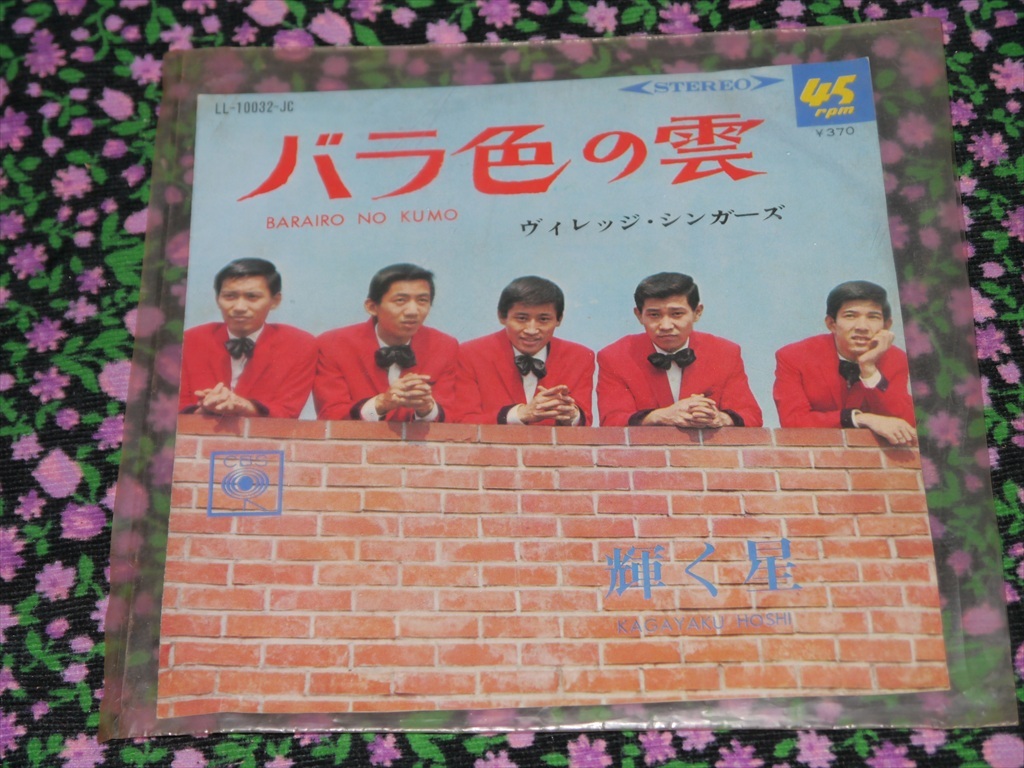 LL-10032-JC
STEREO
45
rpm
¥370
バラ色の雲
BARAIRO NO KUMO
ヴィレッジ・シンガーズ
CBS
輝く星
KAGAYAKU HOSHI